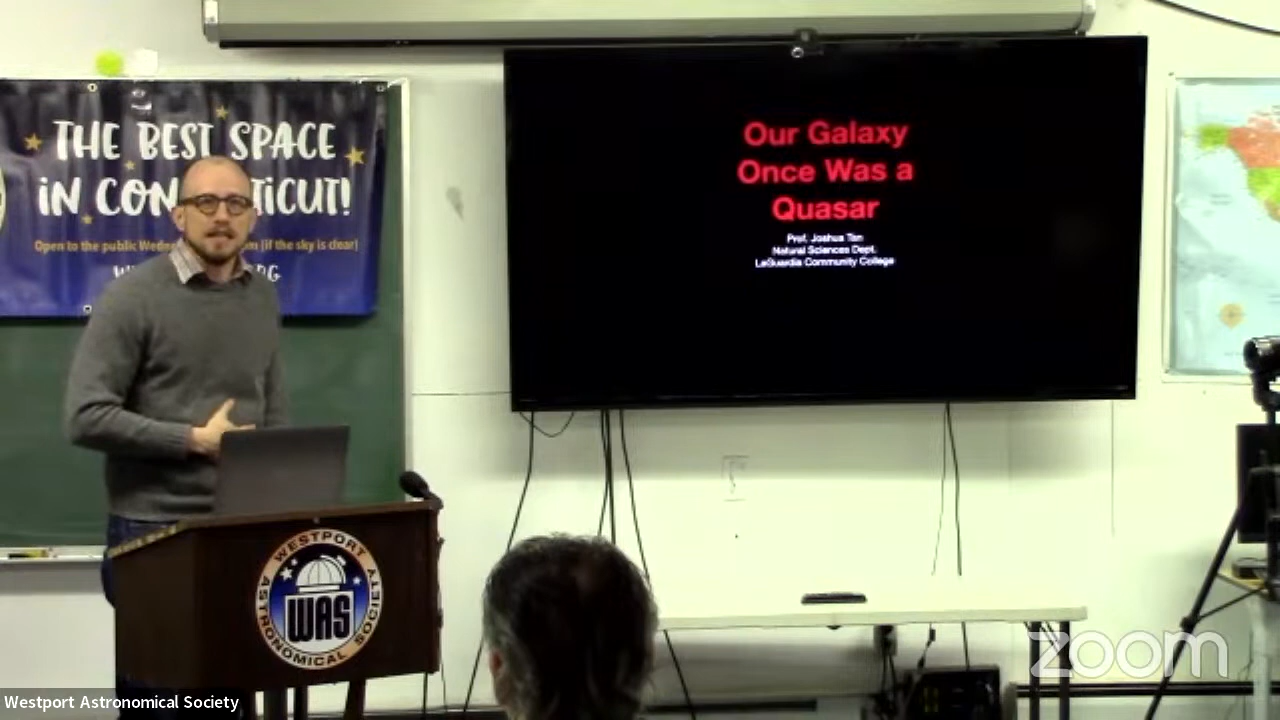 THE BEST SPACE
iN CON TiCUT!
Open to the public Wedne m (if the sky is clear)
Our Galaxy
Once Was a
Quasar
Prof. Joshua Tan
Natural Sciences Dept.
LaGuardia Community College
WESTPORT
WAS
ASTRONOMICAL SOCIETY
zoom
Westport Astronomical Society